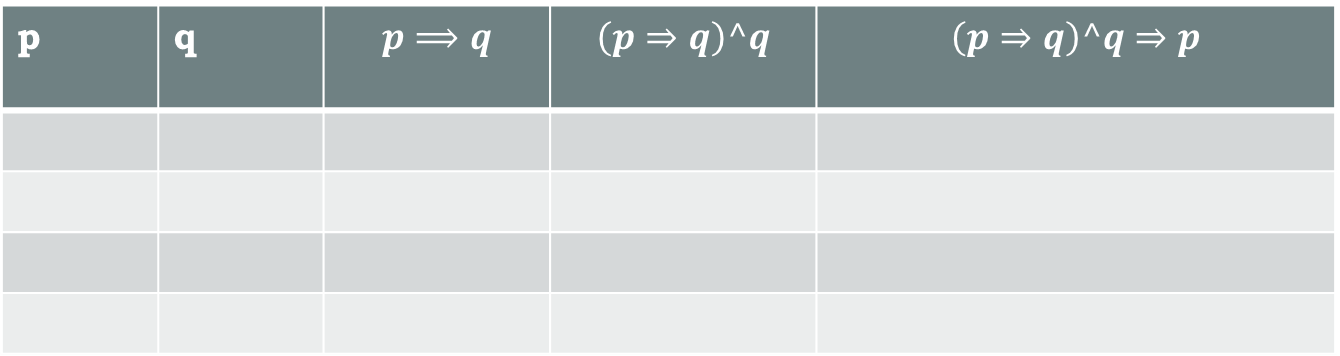 p q p ⟹ q (p ⇒ q)^q (p ⇒ q)^q ⇒ p